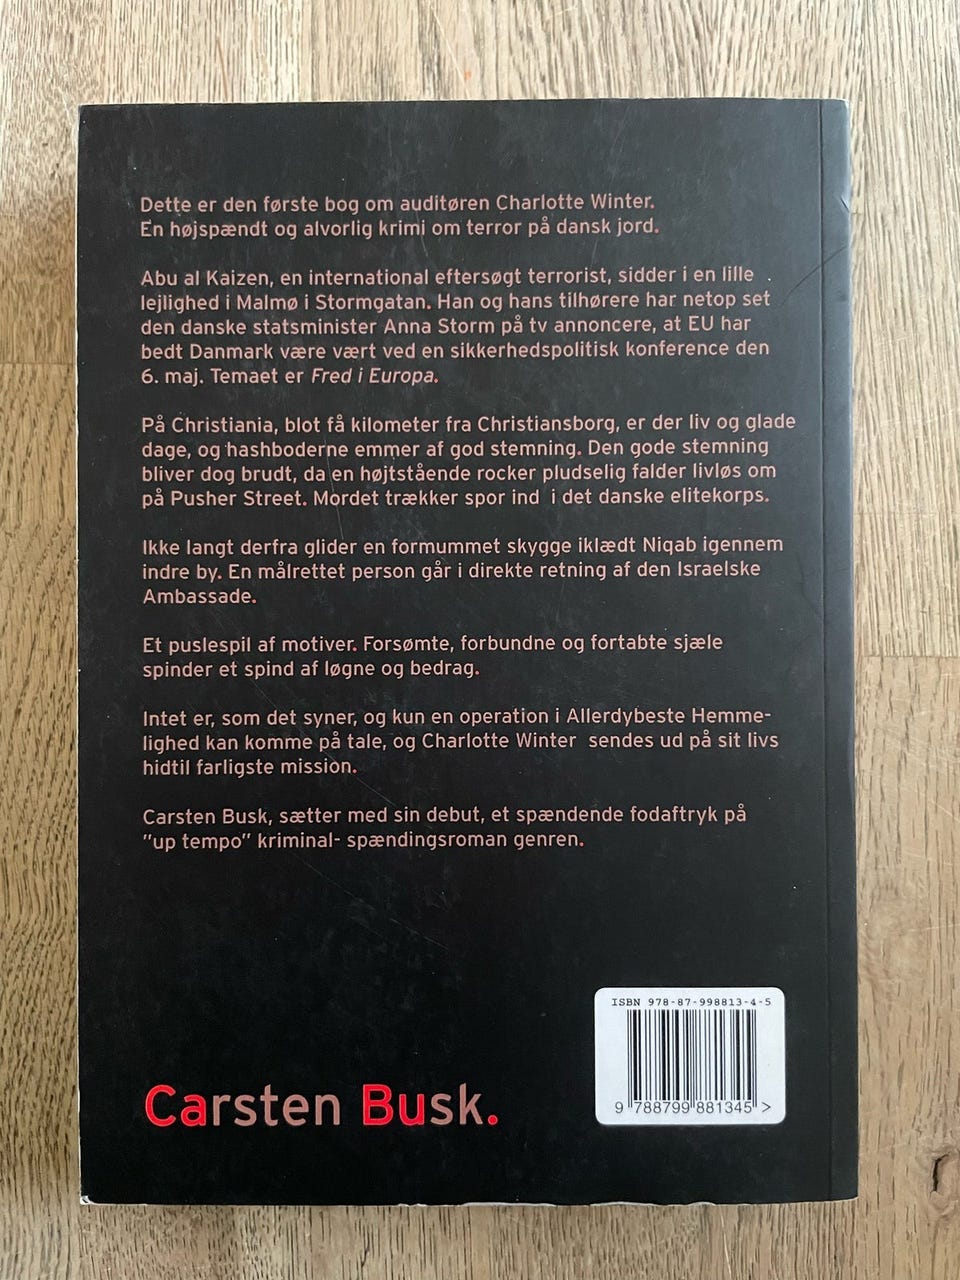 Dette er den første bog om auditøren Charlotte Winter.
En højspændt og alvorlig krimi om terror på dansk jord.
Abu al Kaizen, en international eftersøgt terrorist, sidder i en lille
lejlighed i Malmø i Stormgatan. Han og hans tilhørere har netop set
den danske statsminister Anna Storm på tv annoncere, at EU har
bedt Danmark være vært ved en sikkerhedspolitisk konference den
6. maj. Temaet er Fred i Europa.
På Christiania, blot få kilometer fra Christiansborg, er der liv og glade
dage, og hashboderne emmer af god stemning. Den gode stemning
bliver dog brudt, da en højtstående rocker pludselig falder livløs om
på Pusher Street. Mordet trækker spor ind i det danske elitekorps.
Ikke langt derfra glider en formummet skygge iklædt Niqab igennem
indre by. En målrettet person går i direkte retning af den Israelske
Ambassade.
Et puslespil af motiver. Forsømte, forbundne og fortabte sjæle
spinder et spind af løgne og bedrag.
Intet er, som det syner, og kun en operation i Allerdybeste Hemme-
lighed kan komme på tale, og Charlotte Winter sendes ud på sit livs
hidtil farligste mission.
Carsten Busk, sætter med sin debut, et spændende fodaftryk på
"up tempo" kriminal- spændingsroman genren.
ISBN 978-87-998813-4-5
9 788799 881345 >
Carsten Busk.